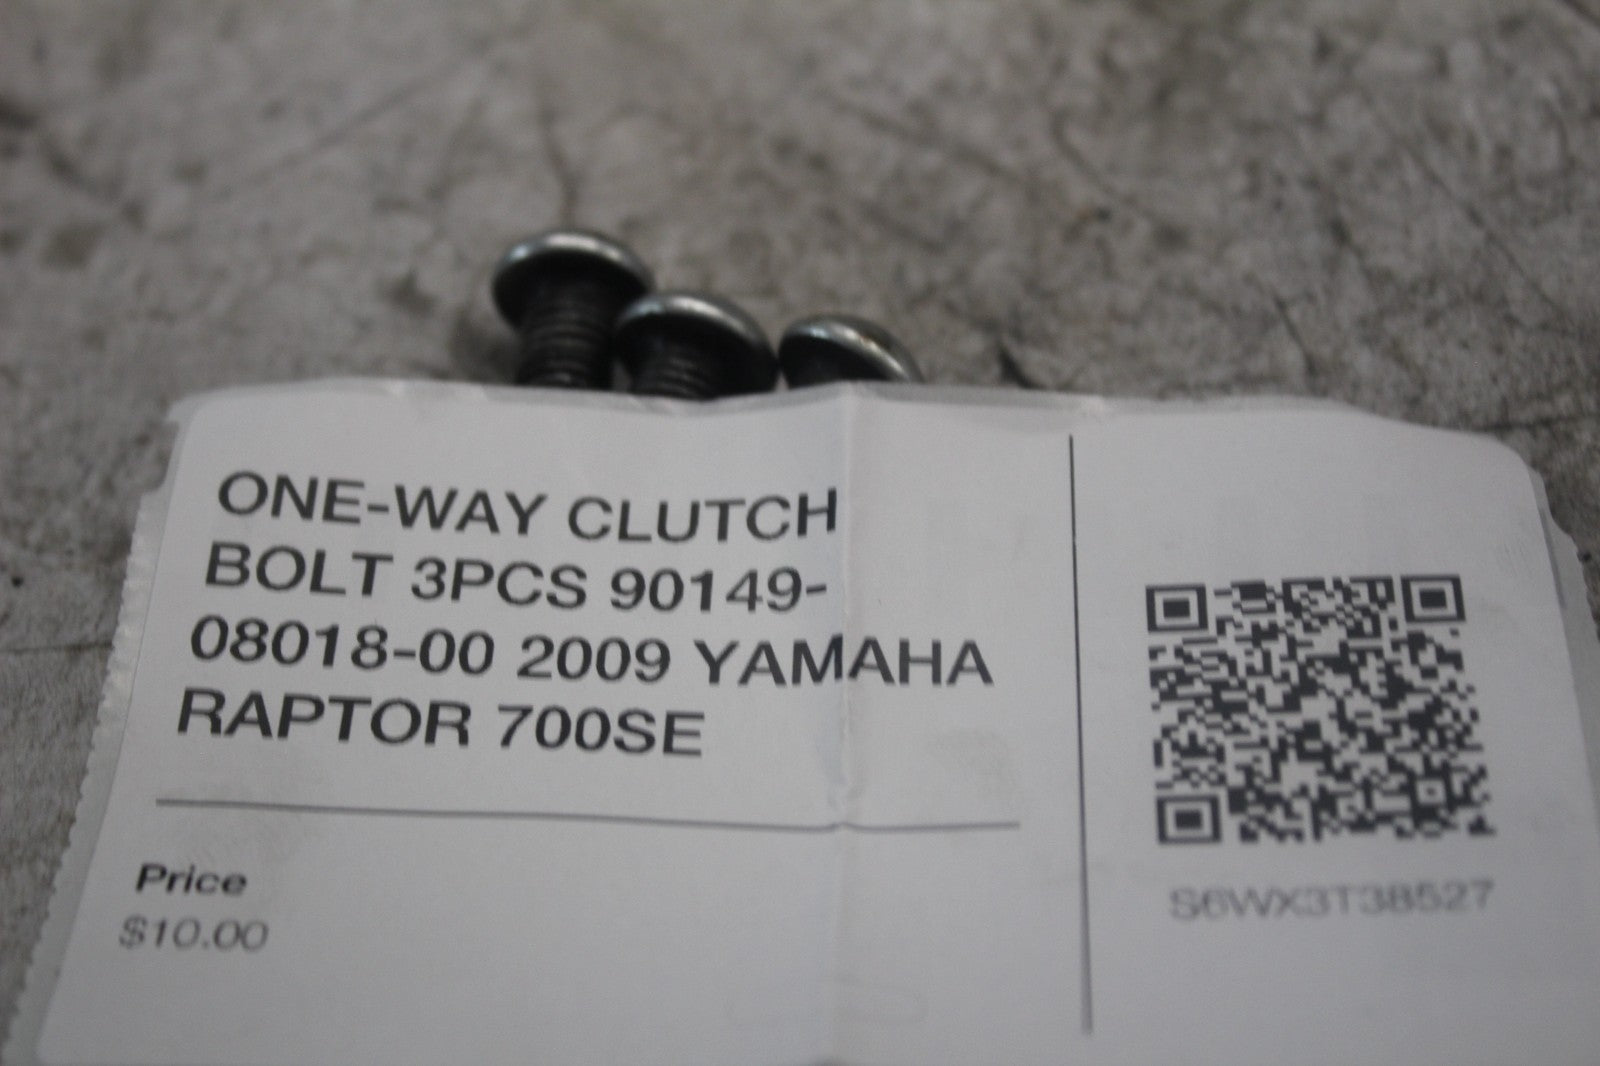 ONE-WAY CLUTCH
BOLT 3PCS 90149-
08018-00 2009 YAMAHA
RAPTOR 700SE
Price
$10.00
S6WX3T38527